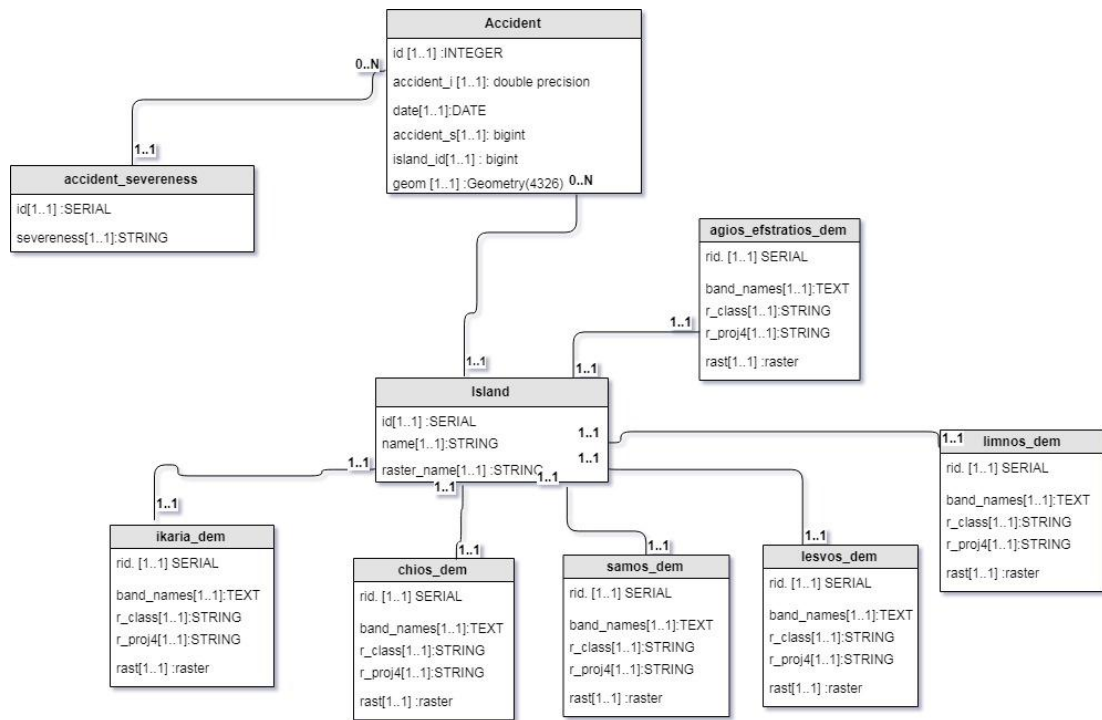 Accident
id [1..1] :INTEGER
accident_i [1..1]: double precision
date[1..1]:DATE
accident_s[1..1]: bigint
island_id[1..1] : bigint
geom [1..1] :Geometry(4326)
0..N
0..N
1..1
accident_severeness
id[1..1] :SERIAL
severeness[1..1]:STRING
agios_efstratios_dem
rid. [1..1] SERIAL
band_names[1..1]:TEXT
r_class[1..1]:STRING
r_proj4[1..1]:STRING
rast[1..1] :raster
1..1
1..1
1..1
Island
id[1..1] :SERIAL
name[1..1]:STRING
raster_name[1..1] :STRING
1..1
1..1
1..1
1..1
1..1
1..1
limnos_dem
rid. [1..1] SERIAL
band_names[1..1]:TEXT
r_class[1..1]:STRING
r_proj4[1..1]:STRING
rast[1..1] :raster
1..1
ikaria_dem
rid. [1..1] SERIAL
band_names[1..1]:TEXT
r_class[1..1]:STRING
r_proj4[1..1]:STRING
rast[1..1] :raster
1..1
chios_dem
rid. [1..1] SERIAL
band_names[1..1]:TEXT
r_class[1..1]:STRING
r_proj4[1..1]:STRING
rast[1..1] :raster
1..1
samos_dem
rid. [1..1] SERIAL
band_names[1..1]:TEXT
r_class[1..1]:STRING
r_proj4[1..1]:STRING
rast[1..1] :raster
1..1
lesvos_dem
rid. [1..1] SERIAL
band_names[1..1]:TEXT
r_class[1..1]:STRING
r_proj4[1..1]:STRING
rast[1..1] :raster